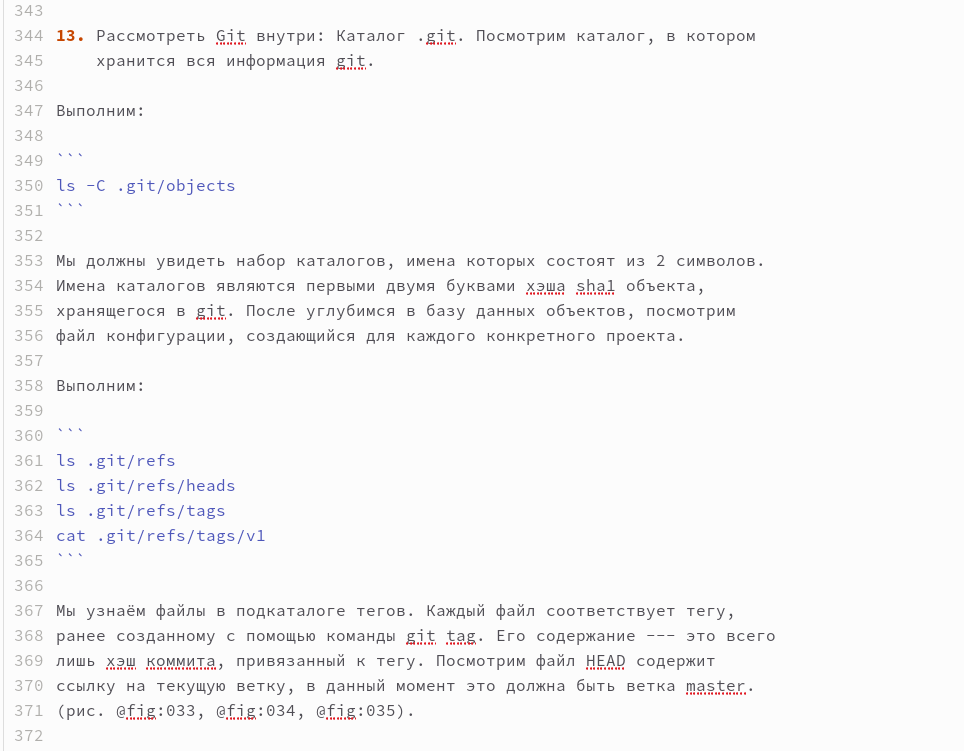 343
344 13. Рассмотреть Git внутри: Каталог .git. Посмотрим каталог, в котором
345     хранится вся информация git.
346
347 Выполним:
348
349 ```
350 ls -C .git/objects
351 ```
352
353 Мы должны увидеть набор каталогов, имена которых состоят из 2 символов.
354 Имена каталогов являются первыми двумя буквами хэша sha1 объекта,
355 хранящегося в git. После углубимся в базу данных объектов, посмотрим
356 файл конфигурации, создающийся для каждого конкретного проекта.
357
358 Выполним:
359
360 ```
361 ls .git/refs
362 ls .git/refs/heads
363 ls .git/refs/tags
364 cat .git/refs/tags/v1
365 ```
366
367 Мы узнаём файлы в подкаталоге тегов. Каждый файл соответствует тегу,
368 ранее созданному с помощью команды git tag. Его содержание --- это всего
369 лишь хэш коммита, привязанный к тегу. Посмотрим файл HEAD содержит
370 ссылку на текущую ветку, в данный момент это должна быть ветка master.
371 (рис. @fig:033, @fig:034, @fig:035).
372